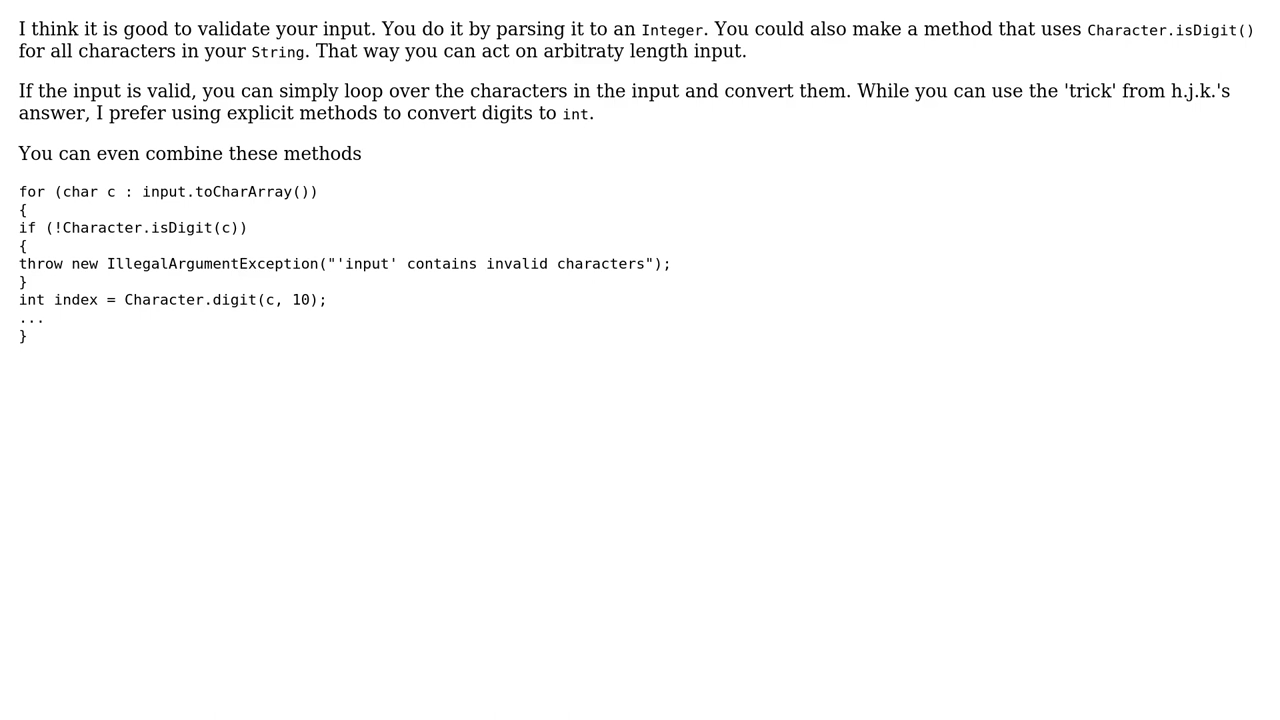 I think it is good to validate your input. You do it by parsing it to an Integer. You could also make a method that uses Character.isDigit()
for all characters in your String. That way you can act on arbitraty length input.
If the input is valid, you can simply loop over the characters in the input and convert them. While you can use the 'trick' from h.j.k.'s
answer, I prefer using explicit methods to convert digits to int.
You can even combine these methods
for (char c : input.toCharArray())
{
if (!Character.isDigit(c))
{
throw new IllegalArgumentException("'input' contains invalid characters");
}
int index = Character.digit(c, 10);
...
}